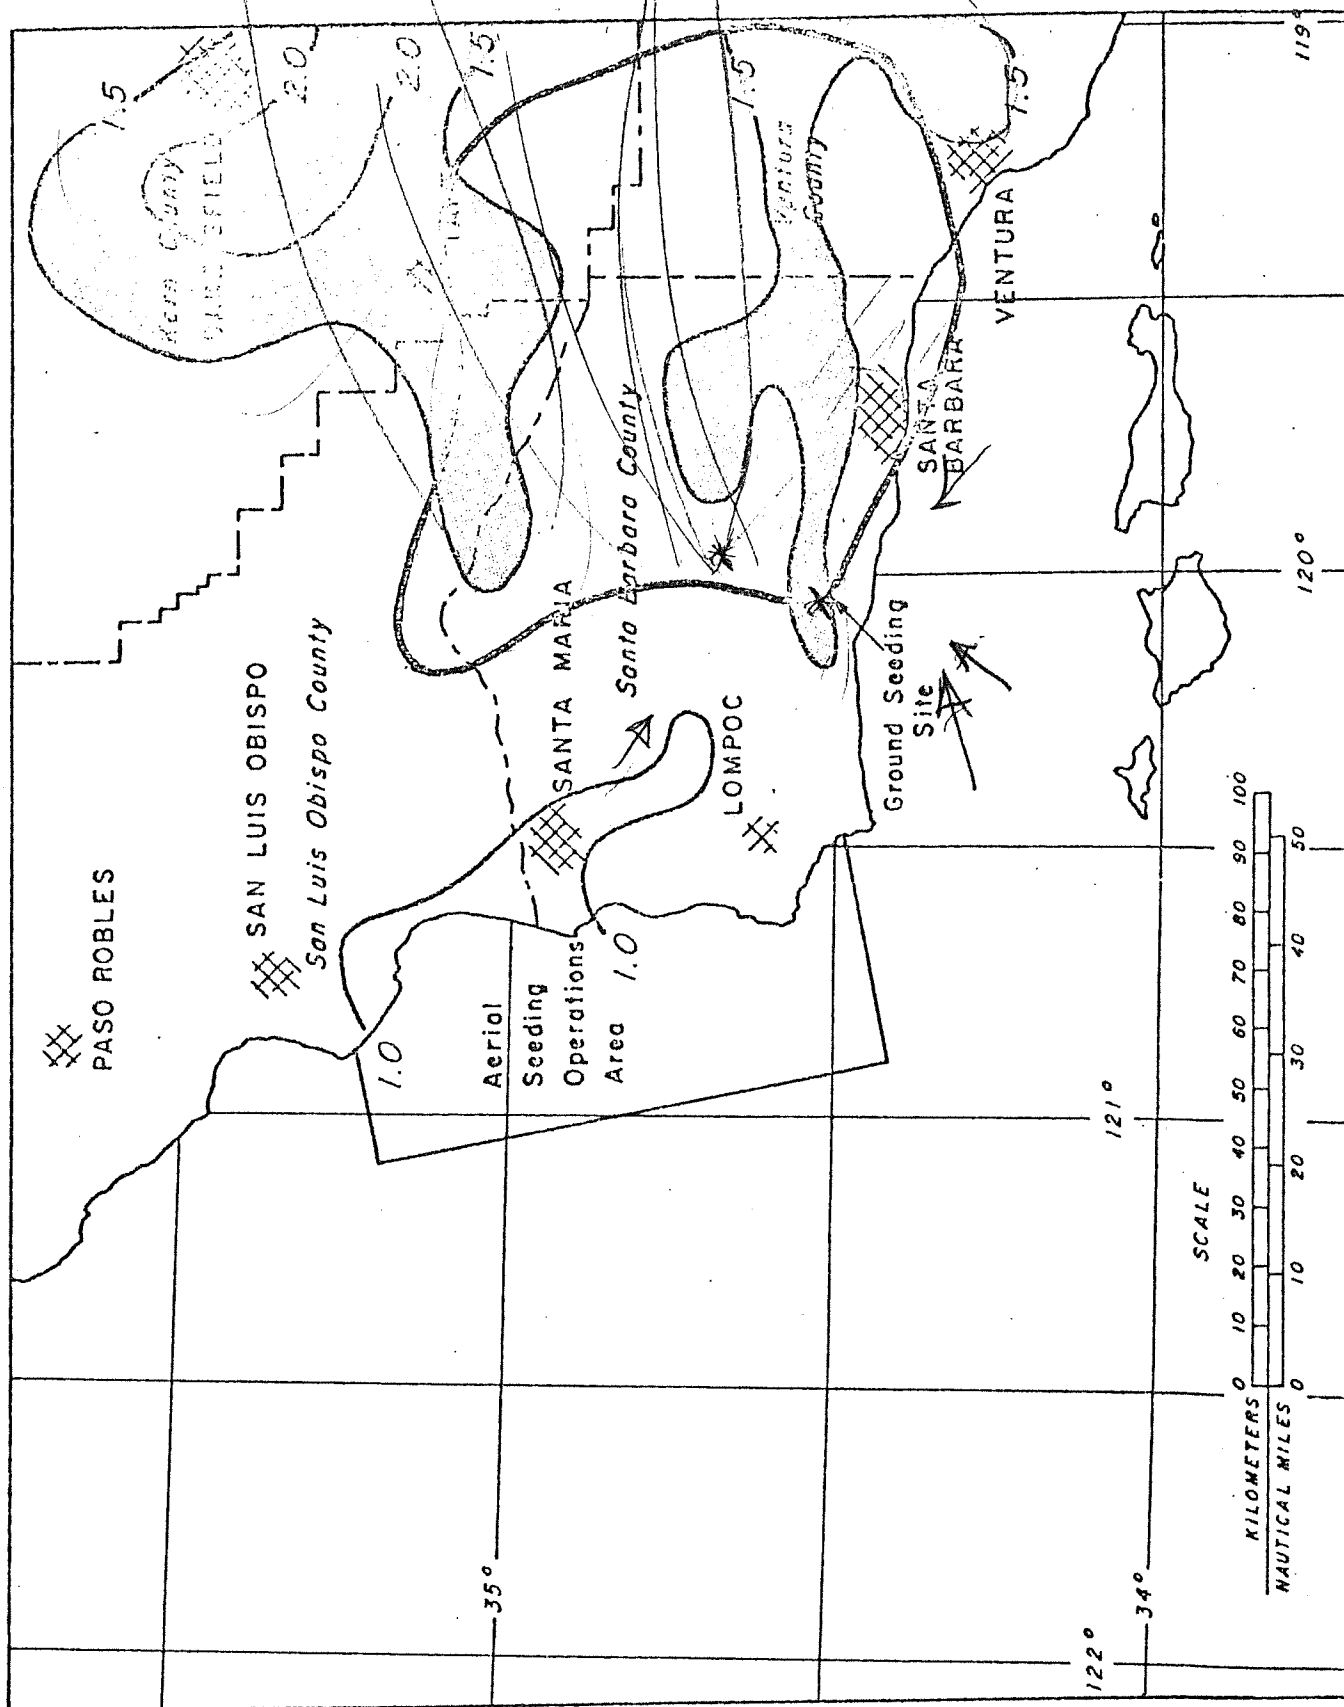 PASO ROBLES
SAN LUIS OBISPO
San Luis Obispo County
Kern County
1.5
2.0
2.0
1.5
1.0
Aerial
Seeding
Operations
Area
1.0
SANTA MARIA
Santa Barbara County
LOMPOC
Ground Seeding
Site
1.5
Ventura
County
SANTA
BARBARA
VENTURA
1.5
35°
34°
122°
121°
120°
119°
SCALE
KILOMETERS
0 10 20 30 40 50 60 70 80 90 100
NAUTICAL MILES
0 10 20 30 40 50